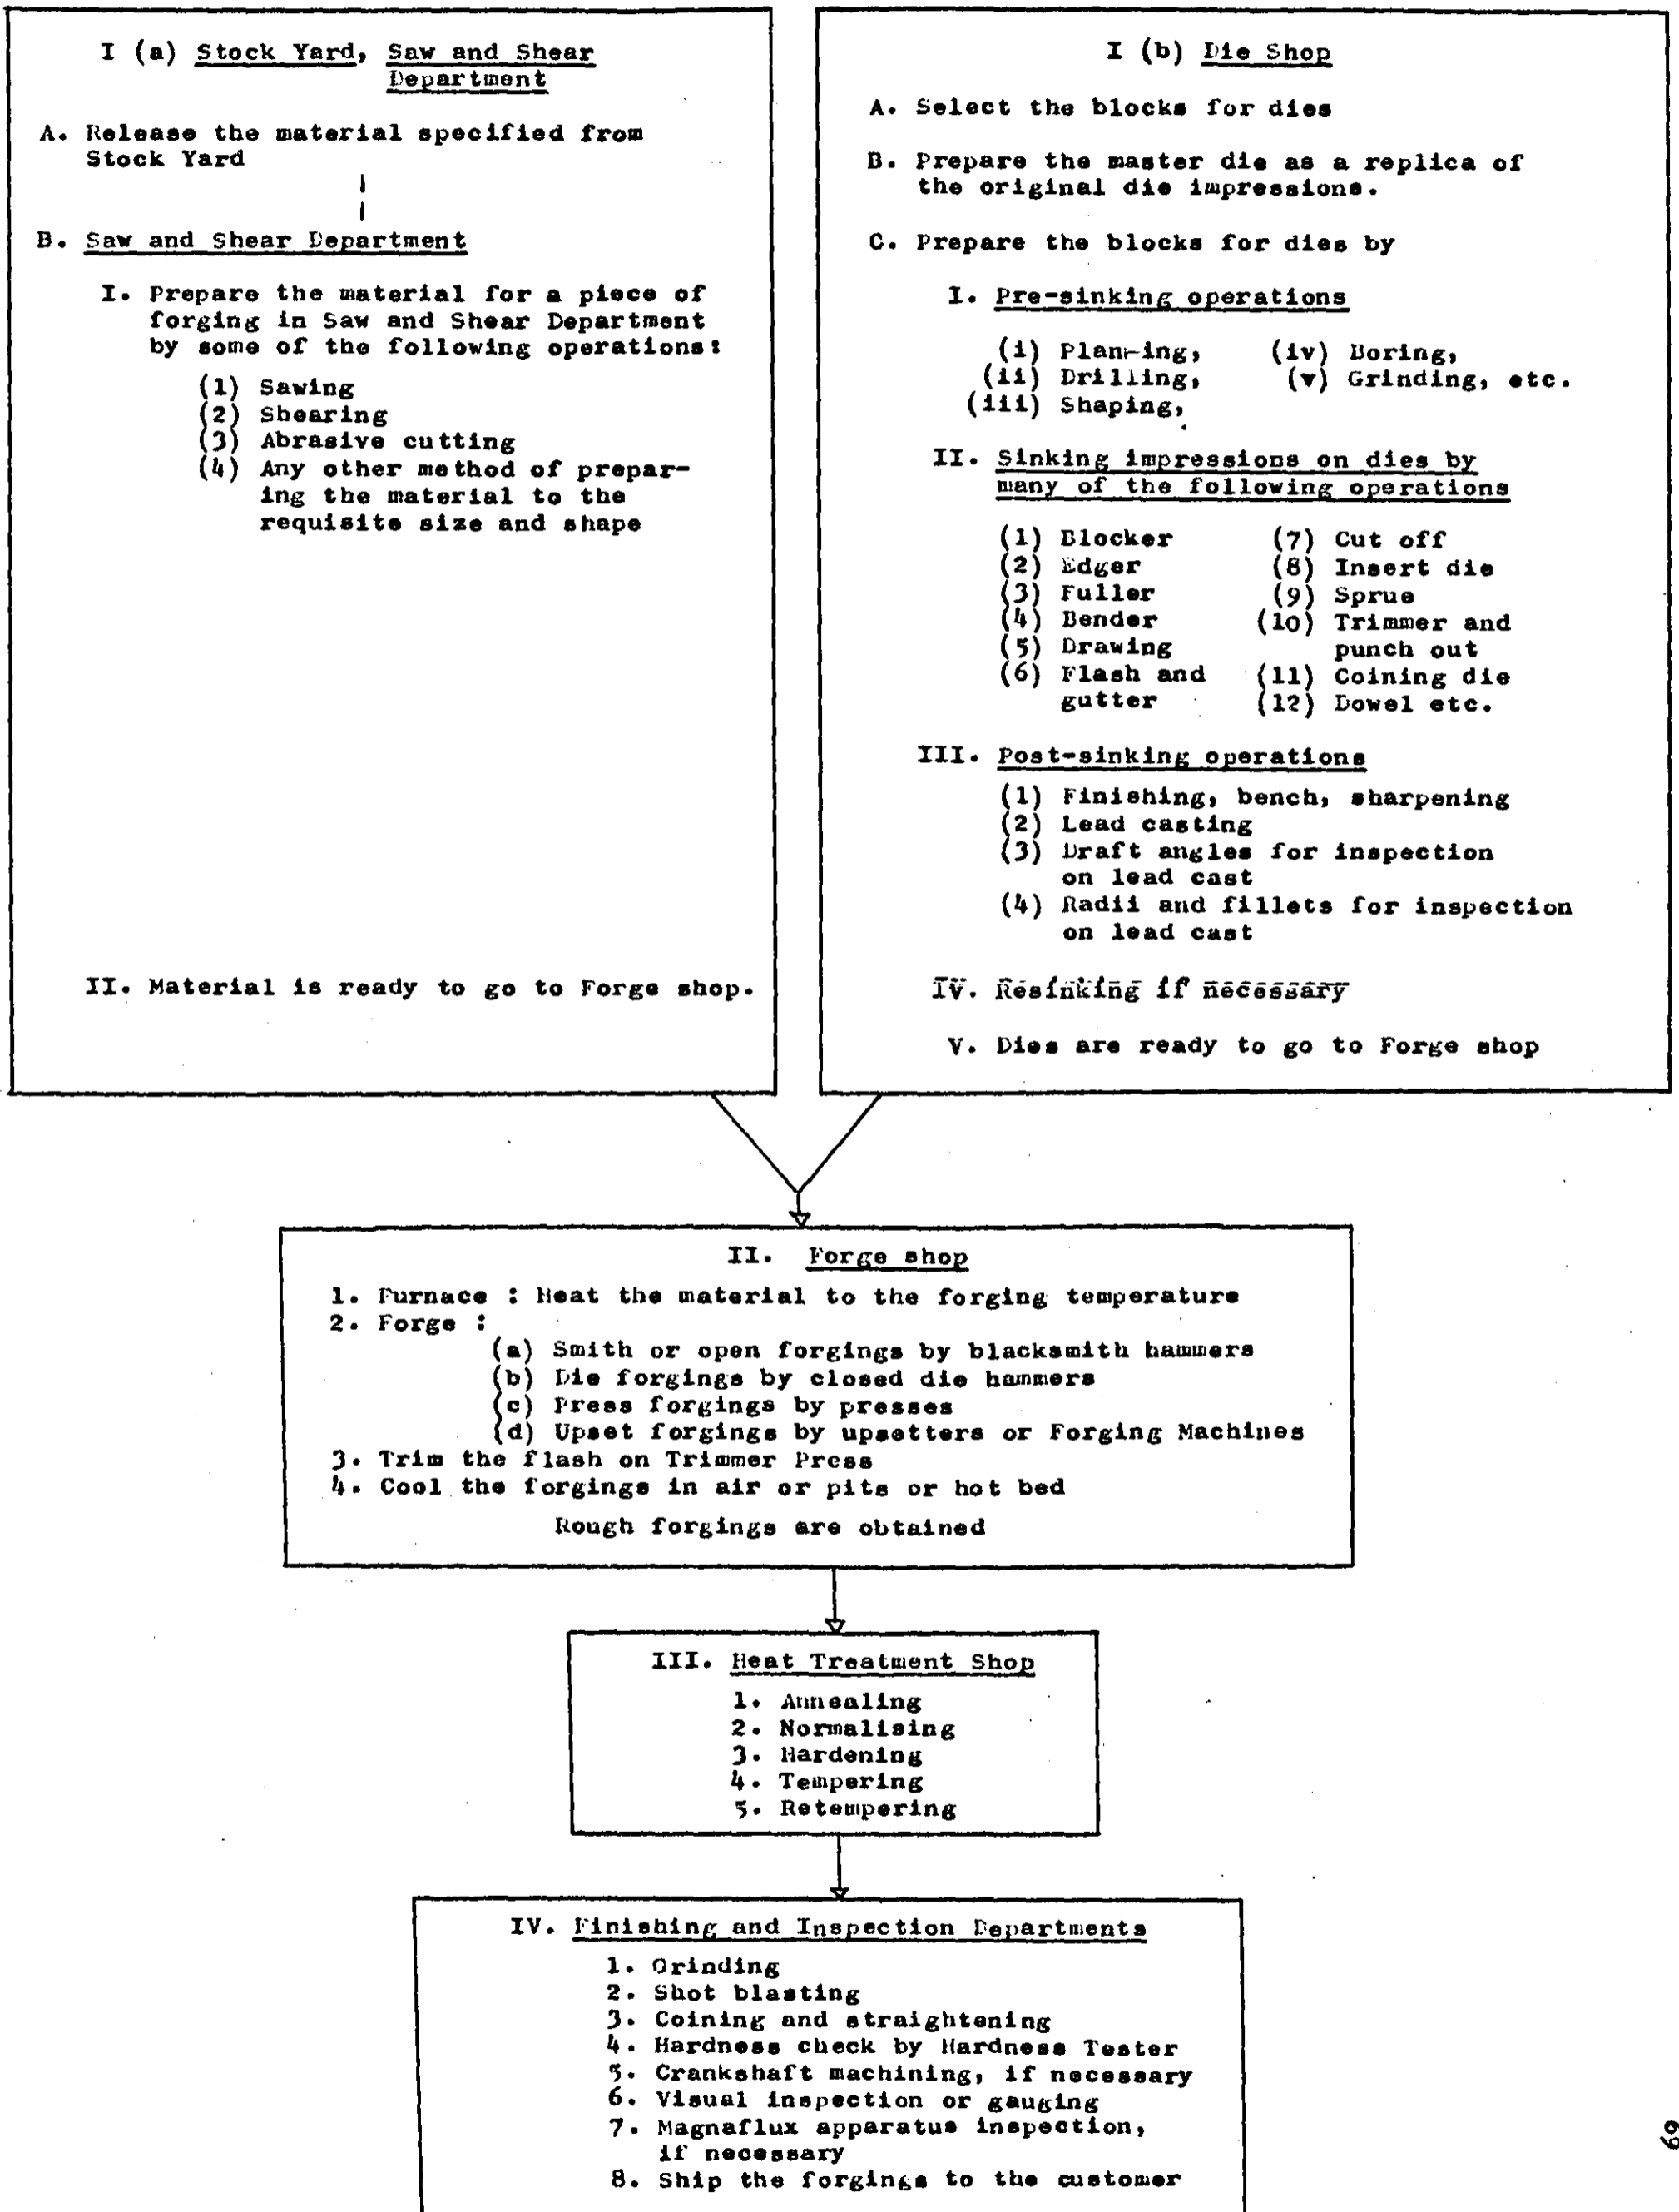 I (a) Stock Yard, Saw and Shear
Department
A. Release the material specified from
Stock Yard
B. Saw and Shear Department
I. Prepare the material for a piece of
forging in Saw and Shear Department
by some of the following operations:
(1) Sawing
(2) Shearing
(3) Abrasive cutting
(4) Any other method of prepar-
ing the material to the
requisite size and shape
II. Material is ready to go to Forge shop.
I (b) Die Shop
A. Select the blocks for dies
B. Prepare the master die as a replica of
the original die impressions.
C. Prepare the blocks for dies by
I. Pre-sinking operations
(i) Plan-ing, (iv) Boring,
(ii) Drilling, (v) Grinding, etc.
(iii) Shaping,
II. Sinking impressions on dies by
many of the following operations
(1) Blocker (7) Cut off
(2) Edger (8) Insert die
(3) Fuller (9) Sprue
(4) Bender (10) Trimmer and
(5) Drawing punch out
(6) Flash and (11) Coining die
gutter (12) Dowel etc.
III. Post-sinking operations
(1) Finishing, bench, sharpening
(2) Lead casting
(3) Draft angles for inspection
on lead cast
(4) Radii and fillets for inspection
on lead cast
IV. Resinking if necessary
V. Dies are ready to go to Forge shop
II. Forge shop
1. Furnace : Heat the material to the forging temperature
2. Forge :
(a) Smith or open forgings by blacksmith hammers
(b) Die forgings by closed die hammers
(c) Press forgings by presses
(d) Upset forgings by upsetters or Forging Machines
3. Trim the flash on Trimmer Press
4. Cool the forgings in air or pits or hot bed
Rough forgings are obtained
III. Heat Treatment Shop
1. Annealing
2. Normalising
3. Hardening
4. Tempering
5. Retempering
IV. Finishing and Inspection Departments
1. Grinding
2. Shot blasting
3. Coining and straightening
4. Hardness check by Hardness Tester
5. Crankshaft machining, if necessary
6. Visual inspection or gauging
7. Magnaflux apparatus inspection,
if necessary
8. Ship the forgings to the customer
69